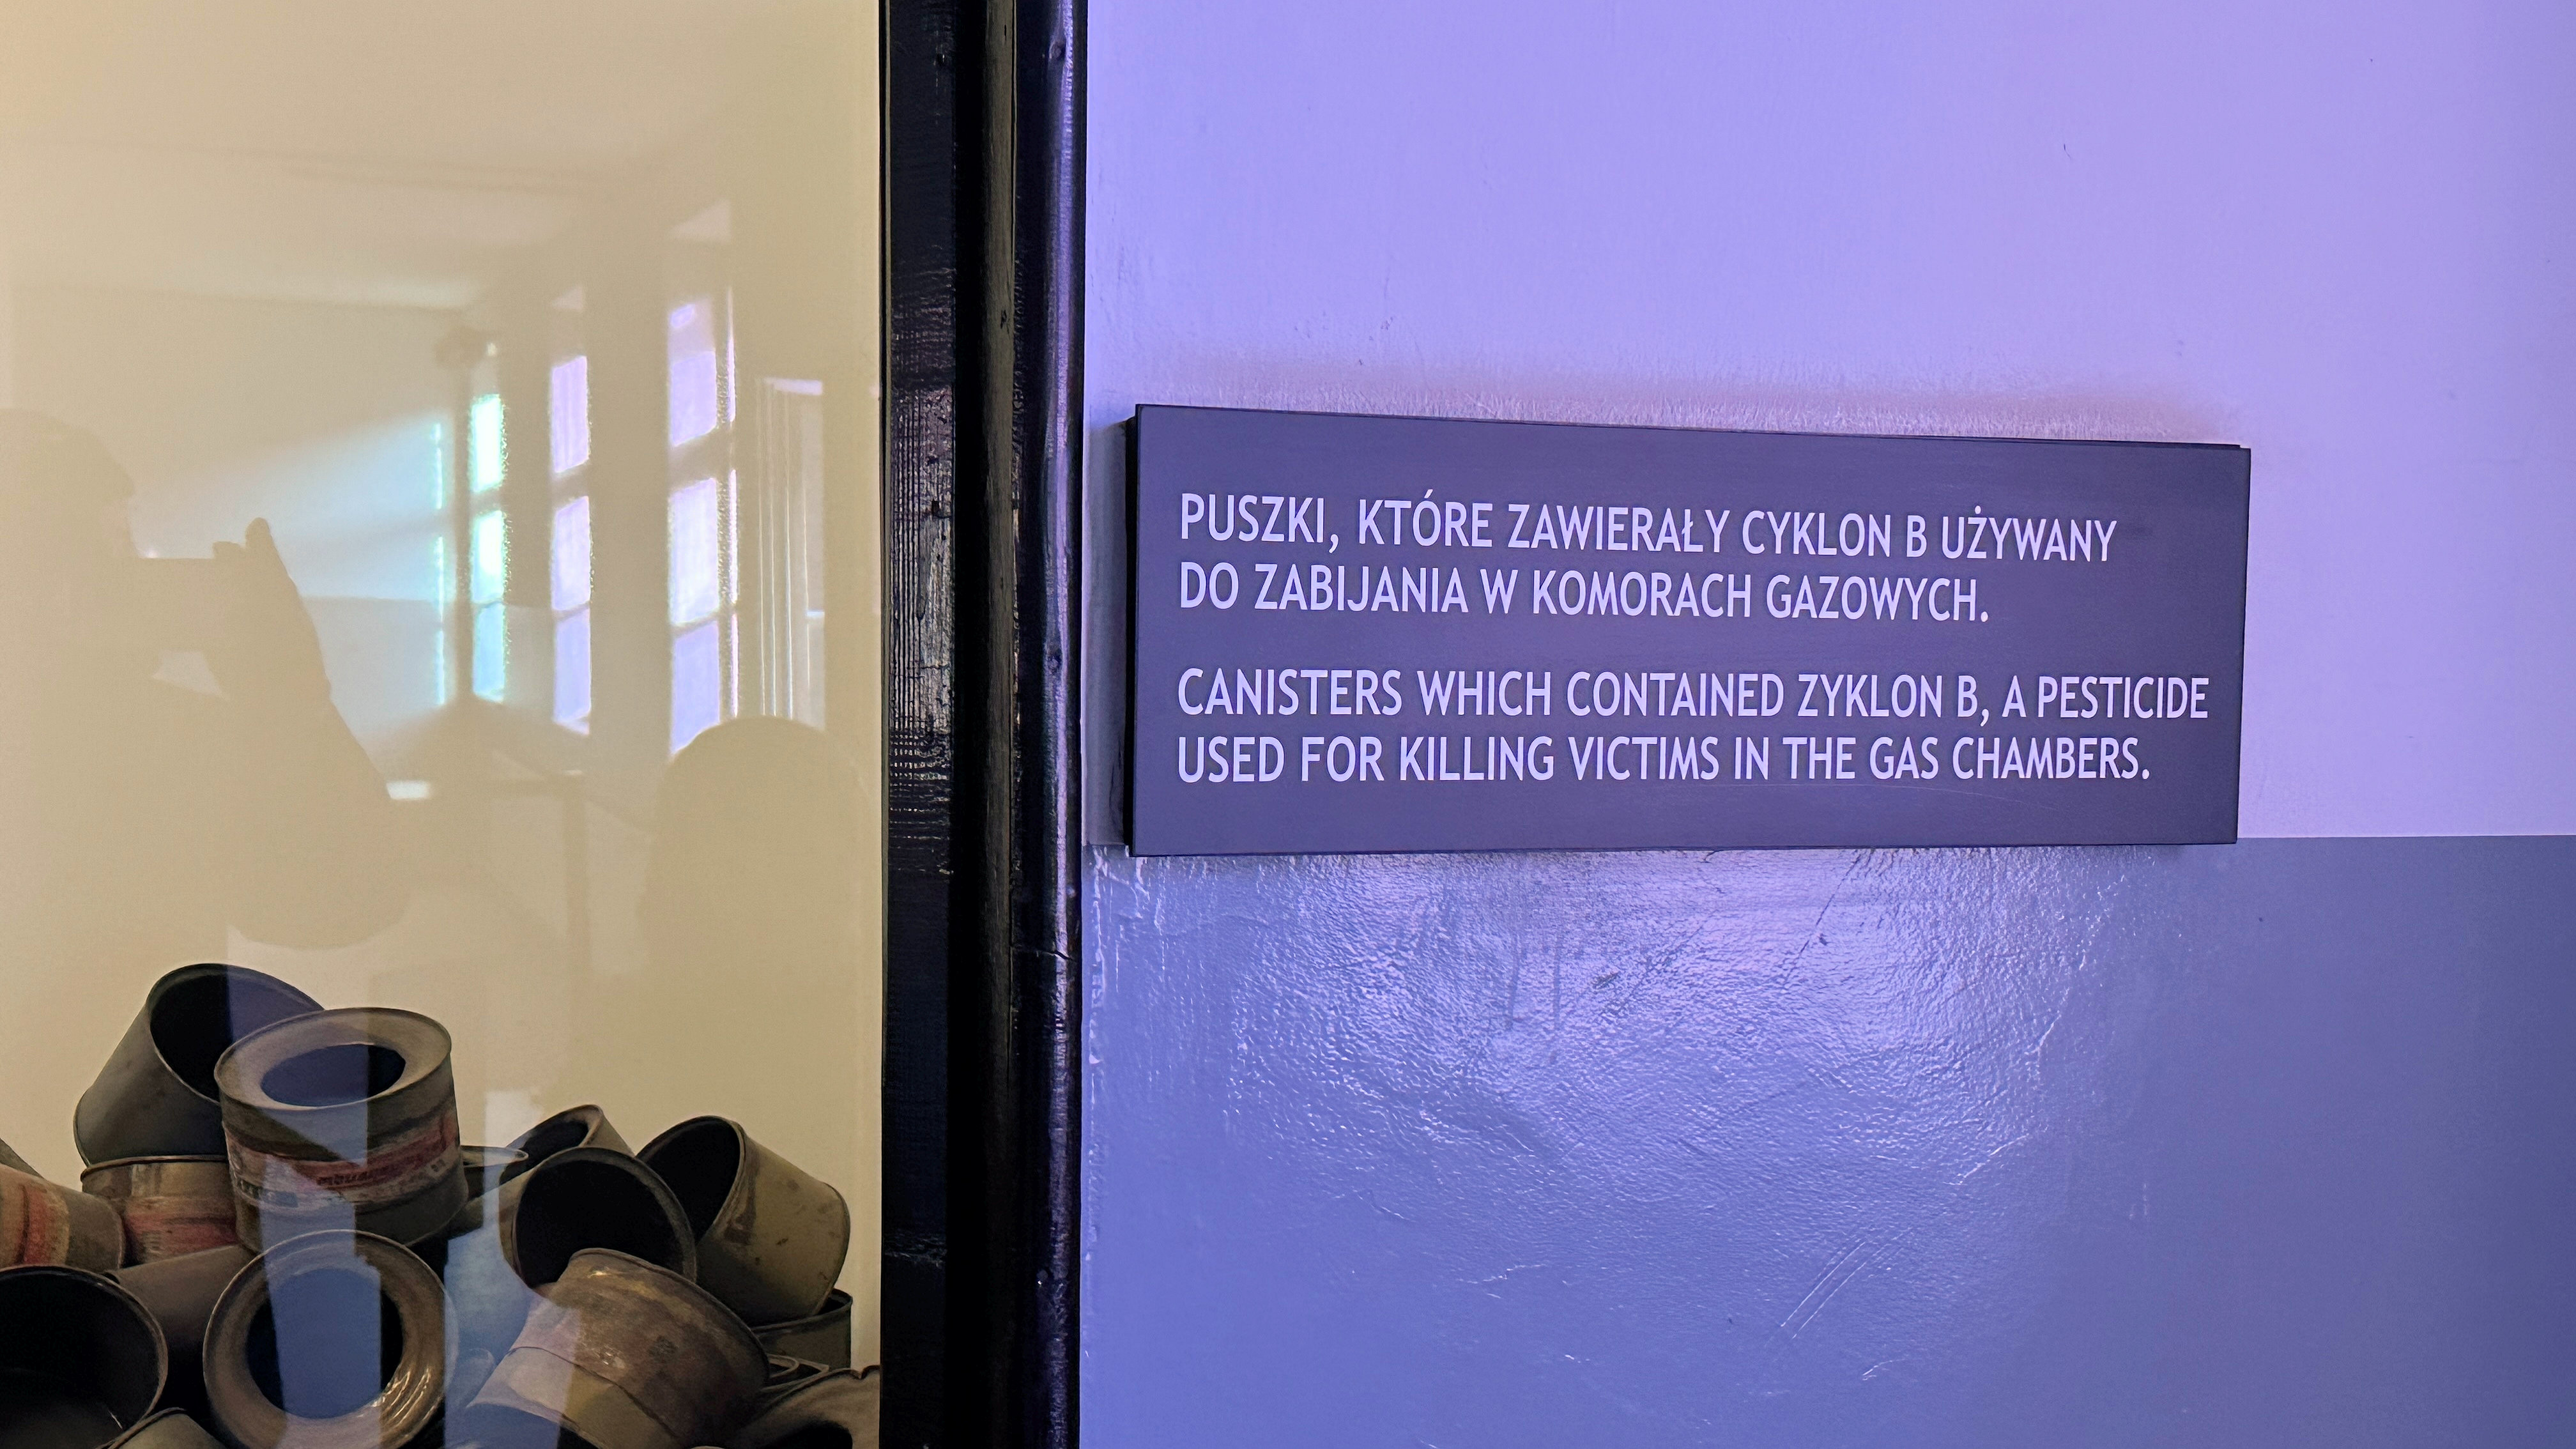 PUSZKI, KTÓRE ZAWIERAŁY CYKLON B UŻYWANY
DO ZABIJANIA W KOMORACH GAZOWYCH.
CANISTERS WHICH CONTAINED ZYKLON B, A PESTICIDE
USED FOR KILLING VICTIMS IN THE GAS CHAMBERS.